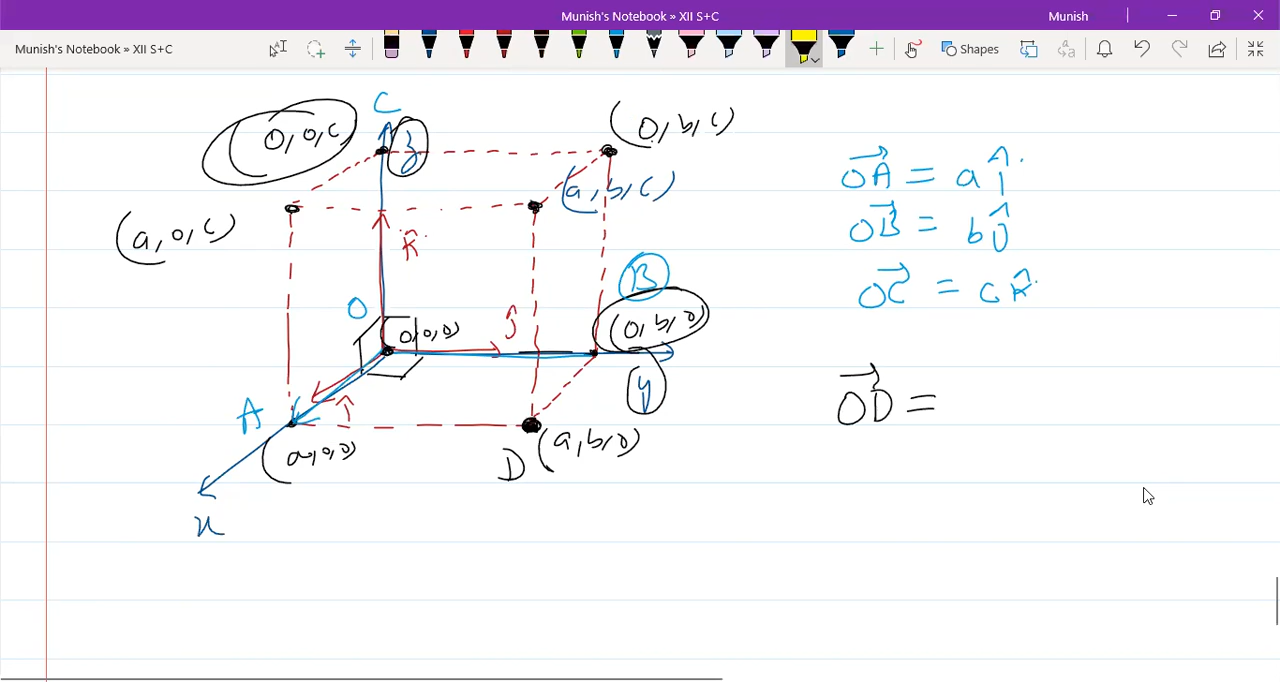 Munish's Notebook » XII S+C
Munish
Munish's Notebook » XII S+C
Shapes
C
(0, 0, c)
z
(0, b, c)
(a, b, c)
(a, 0, c)
k̂
O
(0, 0, 0)
ĵ
B
(0, b, 0)
y
A
î
(a, 0, 0)
D (a, b, 0)
x
→OA = a î
→OB = b ĵ
→OC = c k̂
→OD =